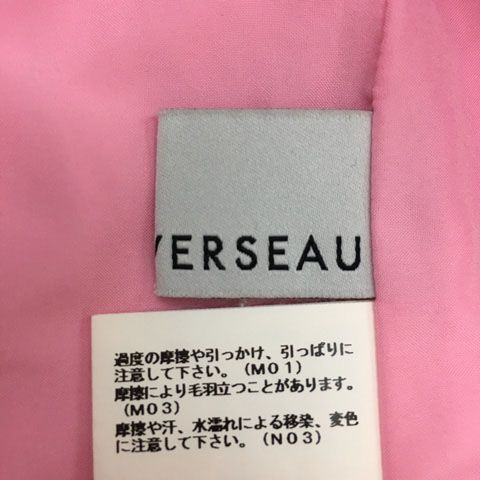 VERSEAU
過度の摩擦や引っかけ、引っぱりに
注意して下さい。（M01）
摩擦により毛羽立つことがあります。
（M03）
摩擦や汗、水濡れによる移染、変色
に注意して下さい。（N03）